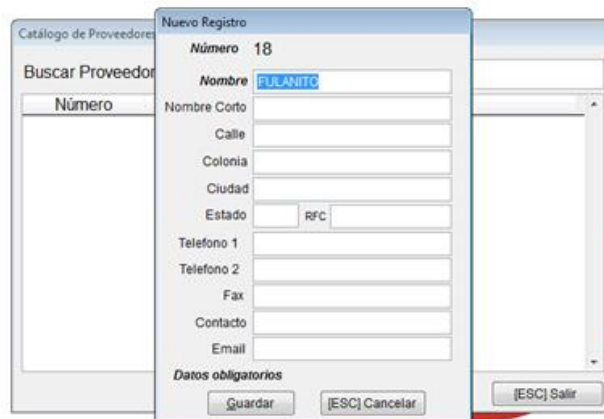 Catálogo de Proveedores
Buscar Proveedor
Número
Nuevo Registro
Número 18
Nombre FULANITO
Nombre Corto
Calle
Colonia
Ciudad
Estado RFC
Telefono 1
Telefono 2
Fax
Contacto
Email
Datos obligatorios
Guardar [ESC] Cancelar
[ESC] Salir